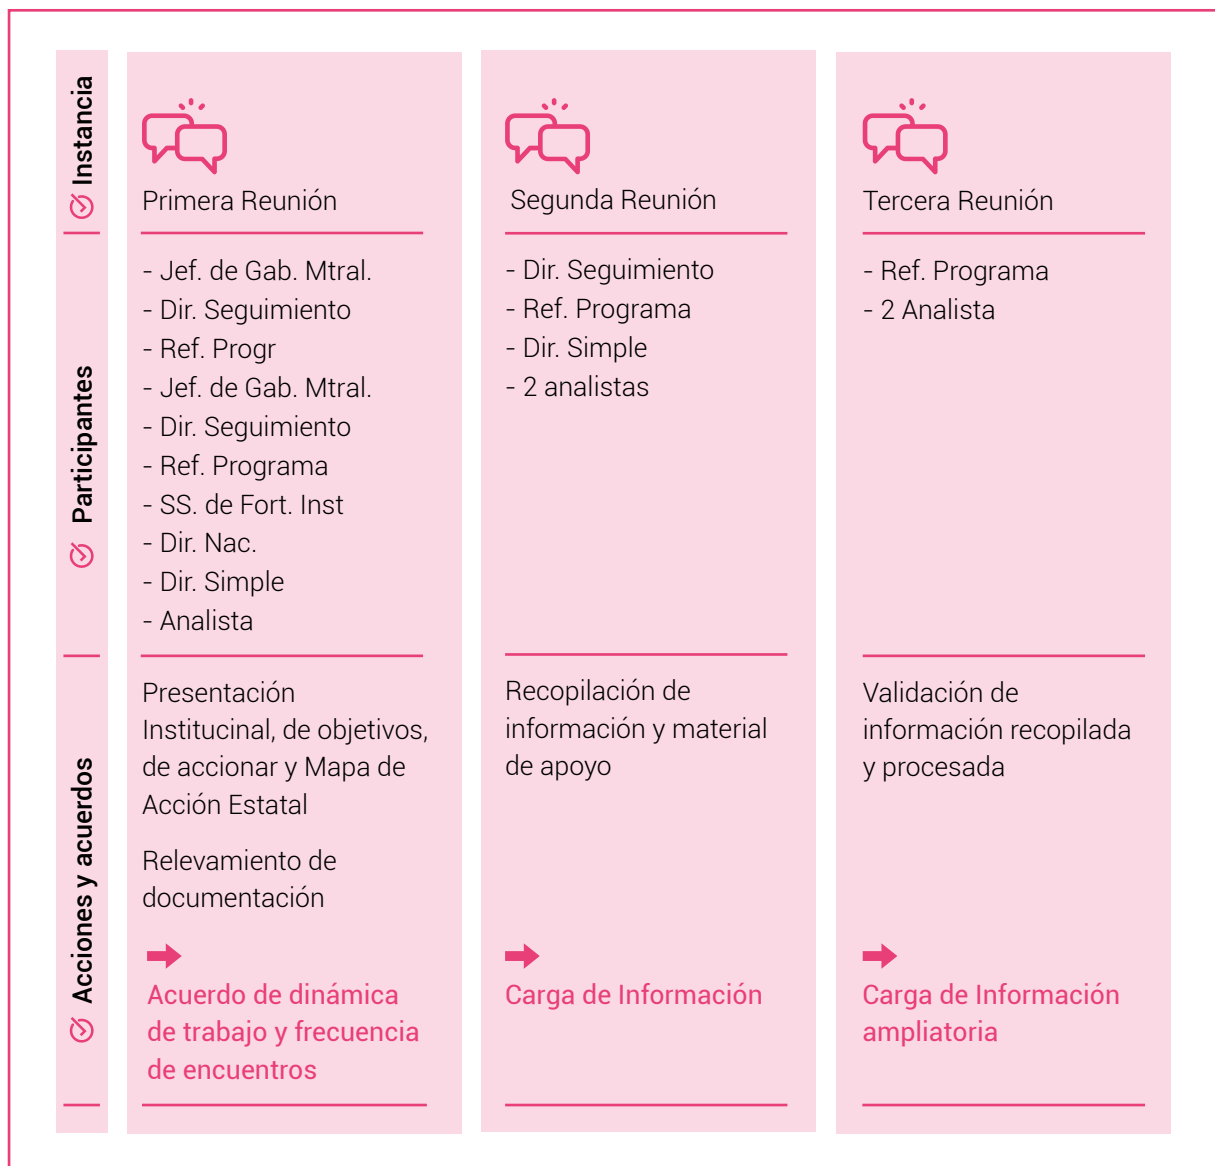 Instancia
Primera Reunión
Segunda Reunión
Tercera Reunión
Participantes
- Jef. de Gab. Mtral.
- Dir. Seguimiento
- Ref. Progr
- Jef. de Gab. Mtral.
- Dir. Seguimiento
- Ref. Programa
- SS. de Fort. Inst
- Dir. Nac.
- Dir. Simple
- Analista
- Dir. Seguimiento
- Ref. Programa
- Dir. Simple
- 2 analistas
- Ref. Programa
- 2 Analista
Acciones y acuerdos
Presentación
Institucinal, de objetivos,
de accionar y Mapa de
Acción Estatal
Relevamiento de
documentación
Acuerdo de dinámica
de trabajo y frecuencia
de encuentros
Recopilación de
información y material
de apoyo
Carga de Información
Validación de
información recopilada
y procesada
Carga de Información
ampliatoria